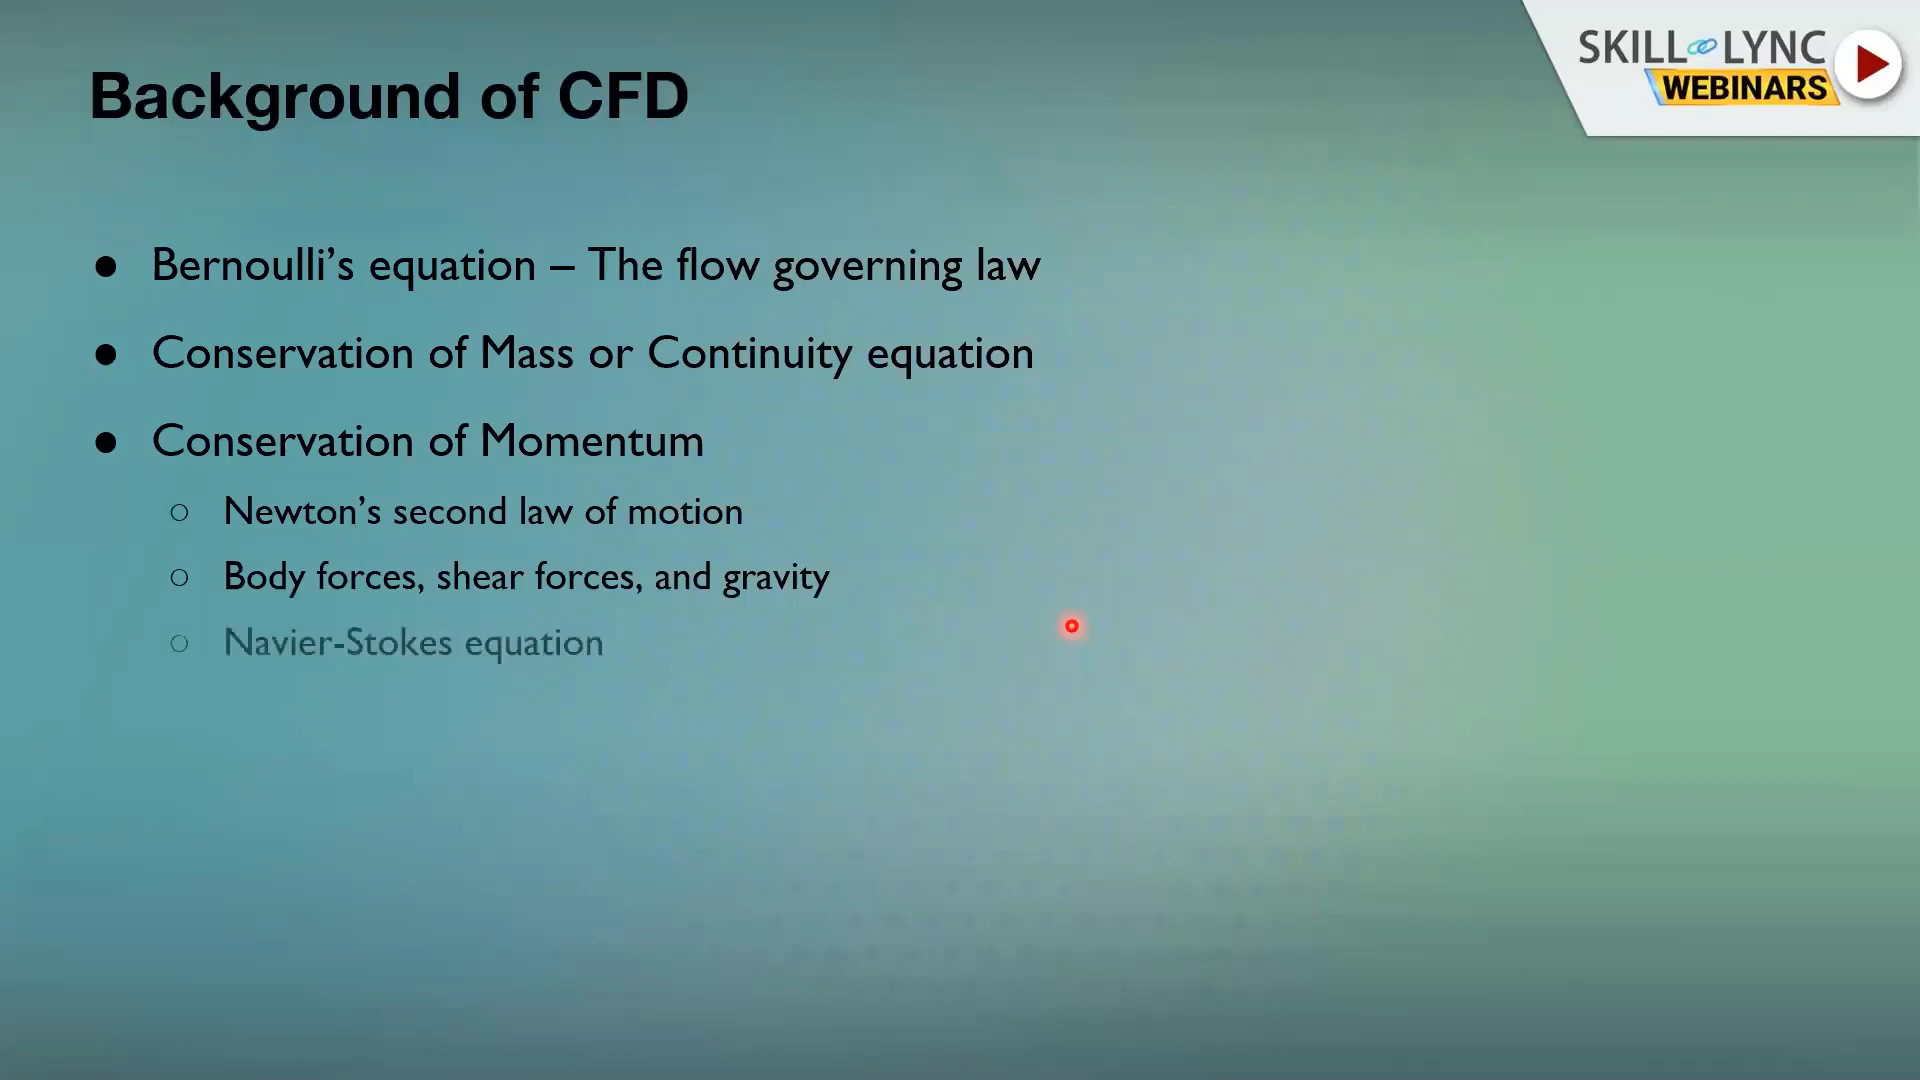 Background of CFD
SKILL LYNC
WEBINARS
● Bernoulli’s equation – The flow governing law
● Conservation of Mass or Continuity equation
● Conservation of Momentum
○ Newton’s second law of motion
○ Body forces, shear forces, and gravity
○ Navier-Stokes equation